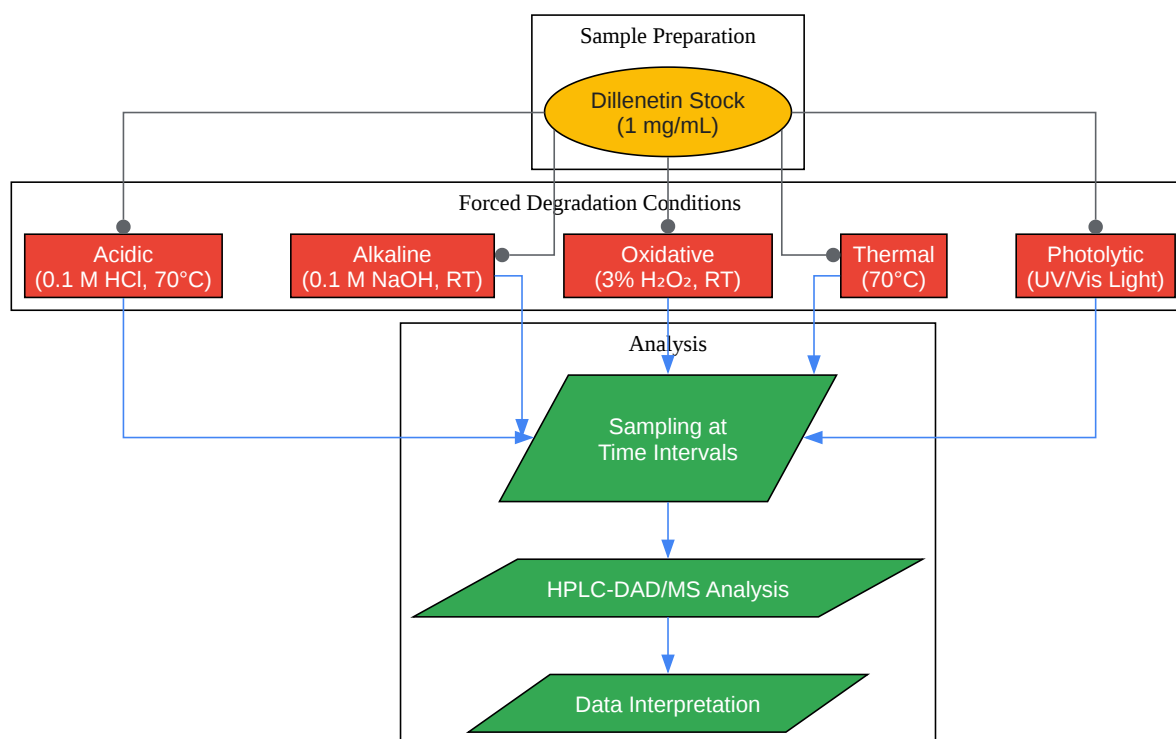 Sample Preparation
Dillenetin Stock
(1 mg/mL)
Forced Degradation Conditions
Acidic
(0.1 M HCl, 70°C)
Alkaline
(0.1 M NaOH, RT)
Oxidative
(3% H₂O₂, RT)
Thermal
(70°C)
Photolytic
(UV/Vis Light)
Analysis
Sampling at
Time Intervals
HPLC-DAD/MS Analysis
Data Interpretation